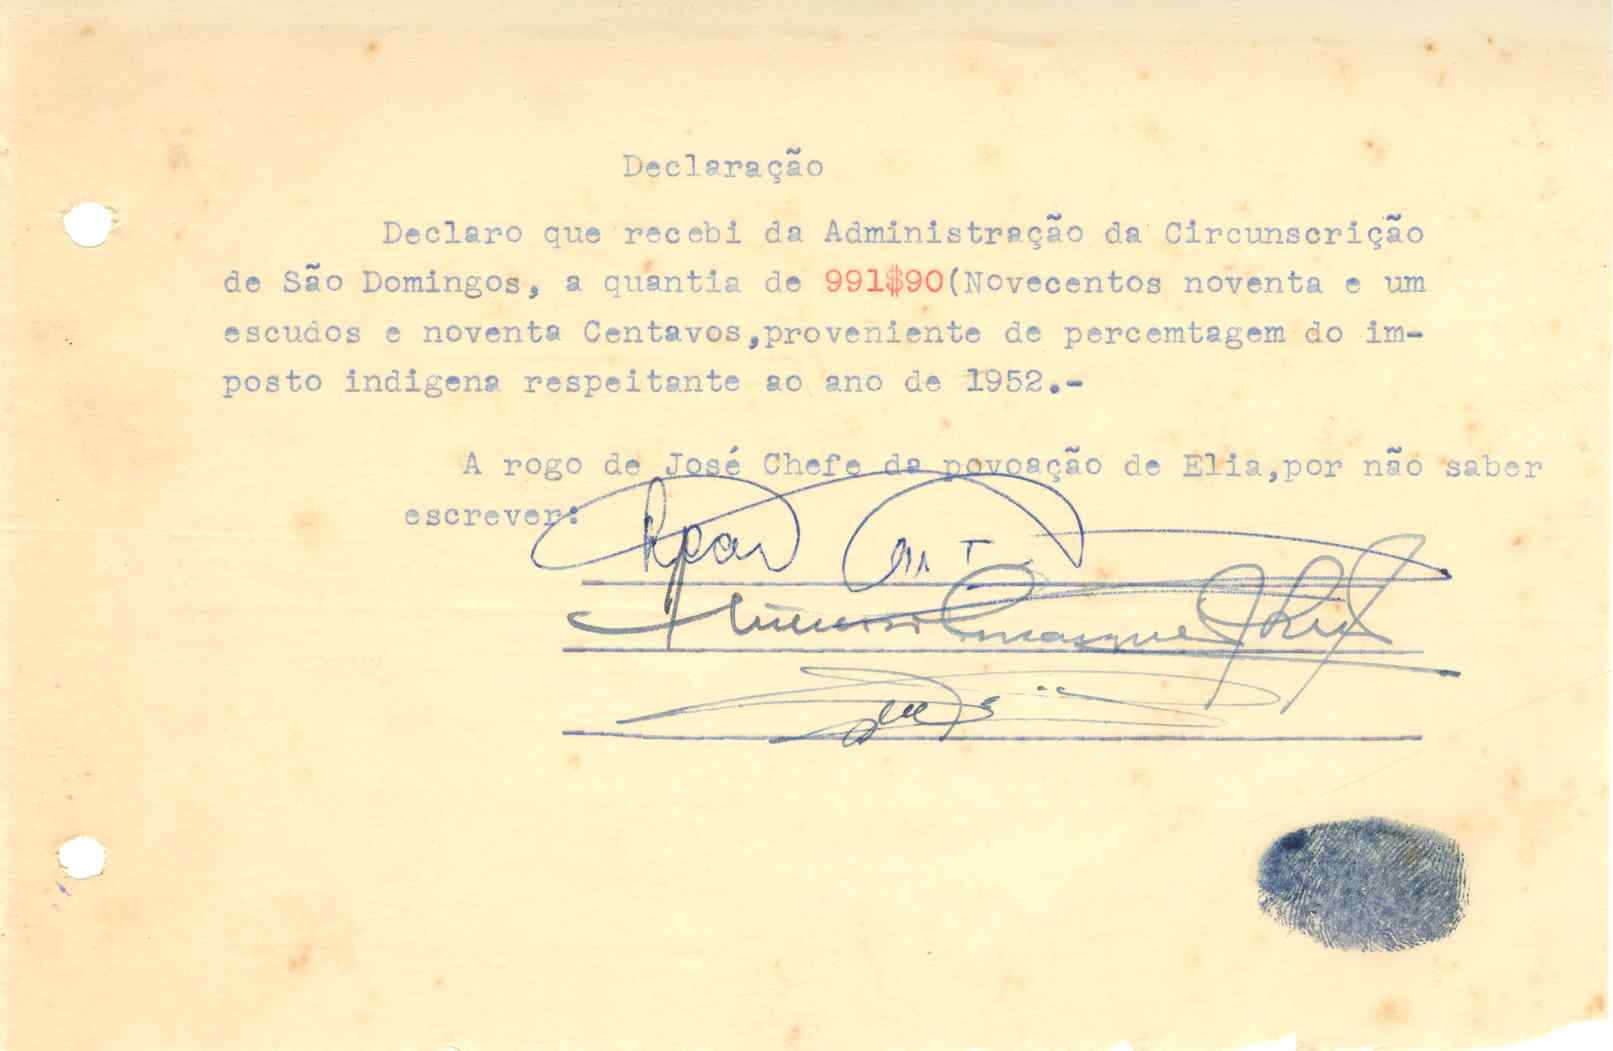 Declaração
Declaro que recebi da Administração da Circunscrição
de São Domingos, a quantia de 991$90(Novecentos noventa e um
escudos e noventa Centavos,proveniente de percemtagem do im-
posto indigena respeitante ao ano de 1952.-
A rogo de José Chefe da povoação de Elia,por não saber
escrever: